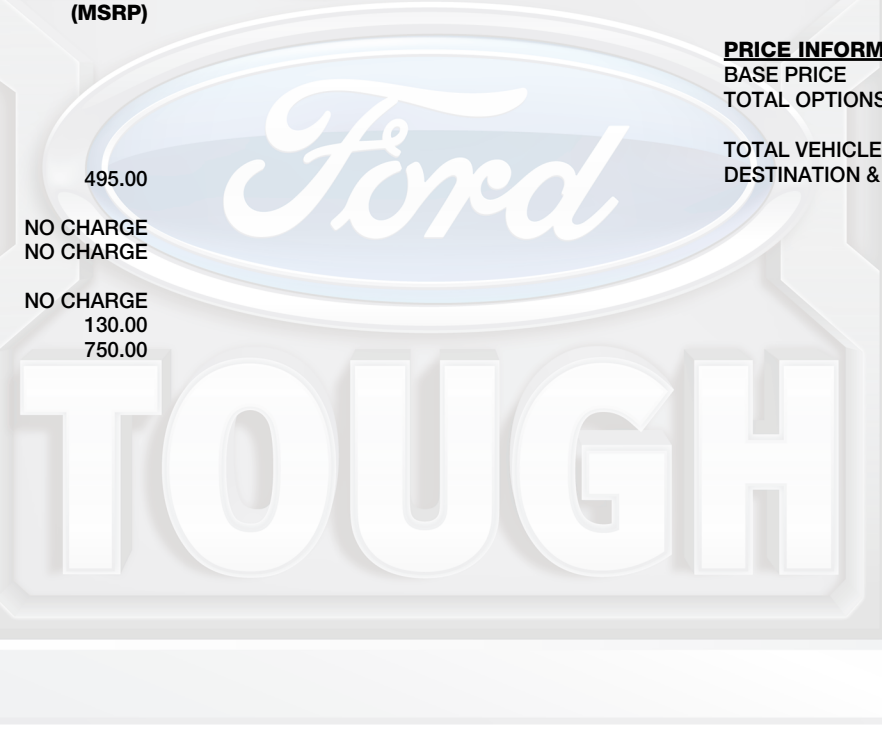 (MSRP)
495.00
NO CHARGE
NO CHARGE
NO CHARGE
130.00
750.00
PRICE INFORM
BASE PRICE
TOTAL OPTIONS
TOTAL VEHICLE
DESTINATION &
Ford
TOUGH